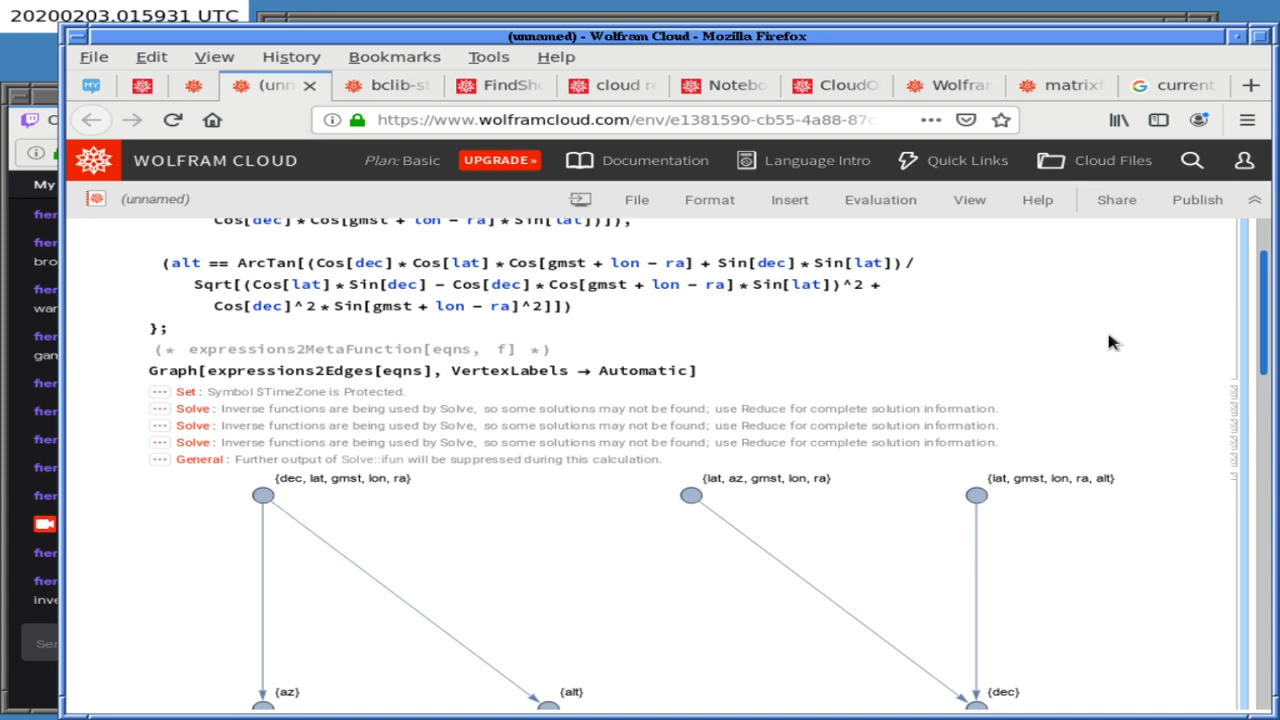 20200203.015931 UTC
(unnamed) - Wolfram Cloud - Mozilla Firefox
File Edit View History Bookmarks Tools Help
(unn bclib-st FindSho cloud re Notebo CloudO Wolfran matrixf current
https://www.wolframcloud.com/env/e1381590-cb55-4a88-87c
WOLFRAM CLOUD Plan: Basic UPGRADE » Documentation Language Intro Quick Links Cloud Files
(unnamed) File Format Insert Evaluation View Help Share Publish
My
Cos[dec]*Cos[gmst + lon - ra]*Sin[lat])]),
(alt == ArcTan[(Cos[dec]*Cos[lat]*Cos[gmst + lon - ra] + Sin[dec]*Sin[lat])/
Sqrt[(Cos[lat]*Sin[dec] - Cos[dec]*Cos[gmst + lon - ra]*Sin[lat])^2 +
Cos[dec]^2*Sin[gmst + lon - ra]^2]])
};
(* expressions2MetaFunction[eqns, f] *)
Graph[expressions2Edges[eqns], VertexLabels → Automatic]
Set: Symbol $TimeZone is Protected.
Solve: Inverse functions are being used by Solve, so some solutions may not be found; use Reduce for complete solution information.
Solve: Inverse functions are being used by Solve, so some solutions may not be found; use Reduce for complete solution information.
Solve: Inverse functions are being used by Solve, so some solutions may not be found; use Reduce for complete solution information.
General: Further output of Solve::ifun will be suppressed during this calculation.
{dec, lat, gmst, lon, ra} {lat, az, gmst, lon, ra} {lat, gmst, lon, ra, alt}
{az} {alt} {dec}